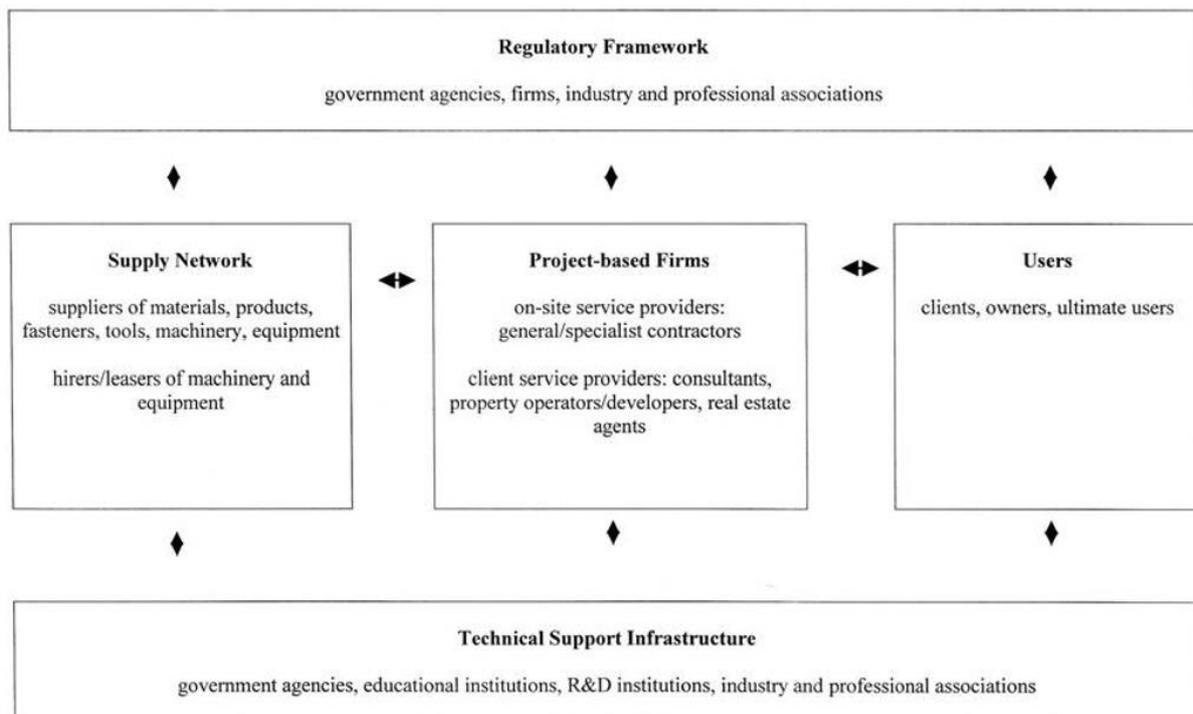 Regulatory Framework
government agencies, firms, industry and professional associations
Supply Network
suppliers of materials, products,
fasteners, tools, machinery, equipment
hirers/leasers of machinery and
equipment
Project-based Firms
on-site service providers:
general/specialist contractors
client service providers: consultants,
property operators/developers, real estate
agents
Users
clients, owners, ultimate users
Technical Support Infrastructure
government agencies, educational institutions, R&D institutions, industry and professional associations